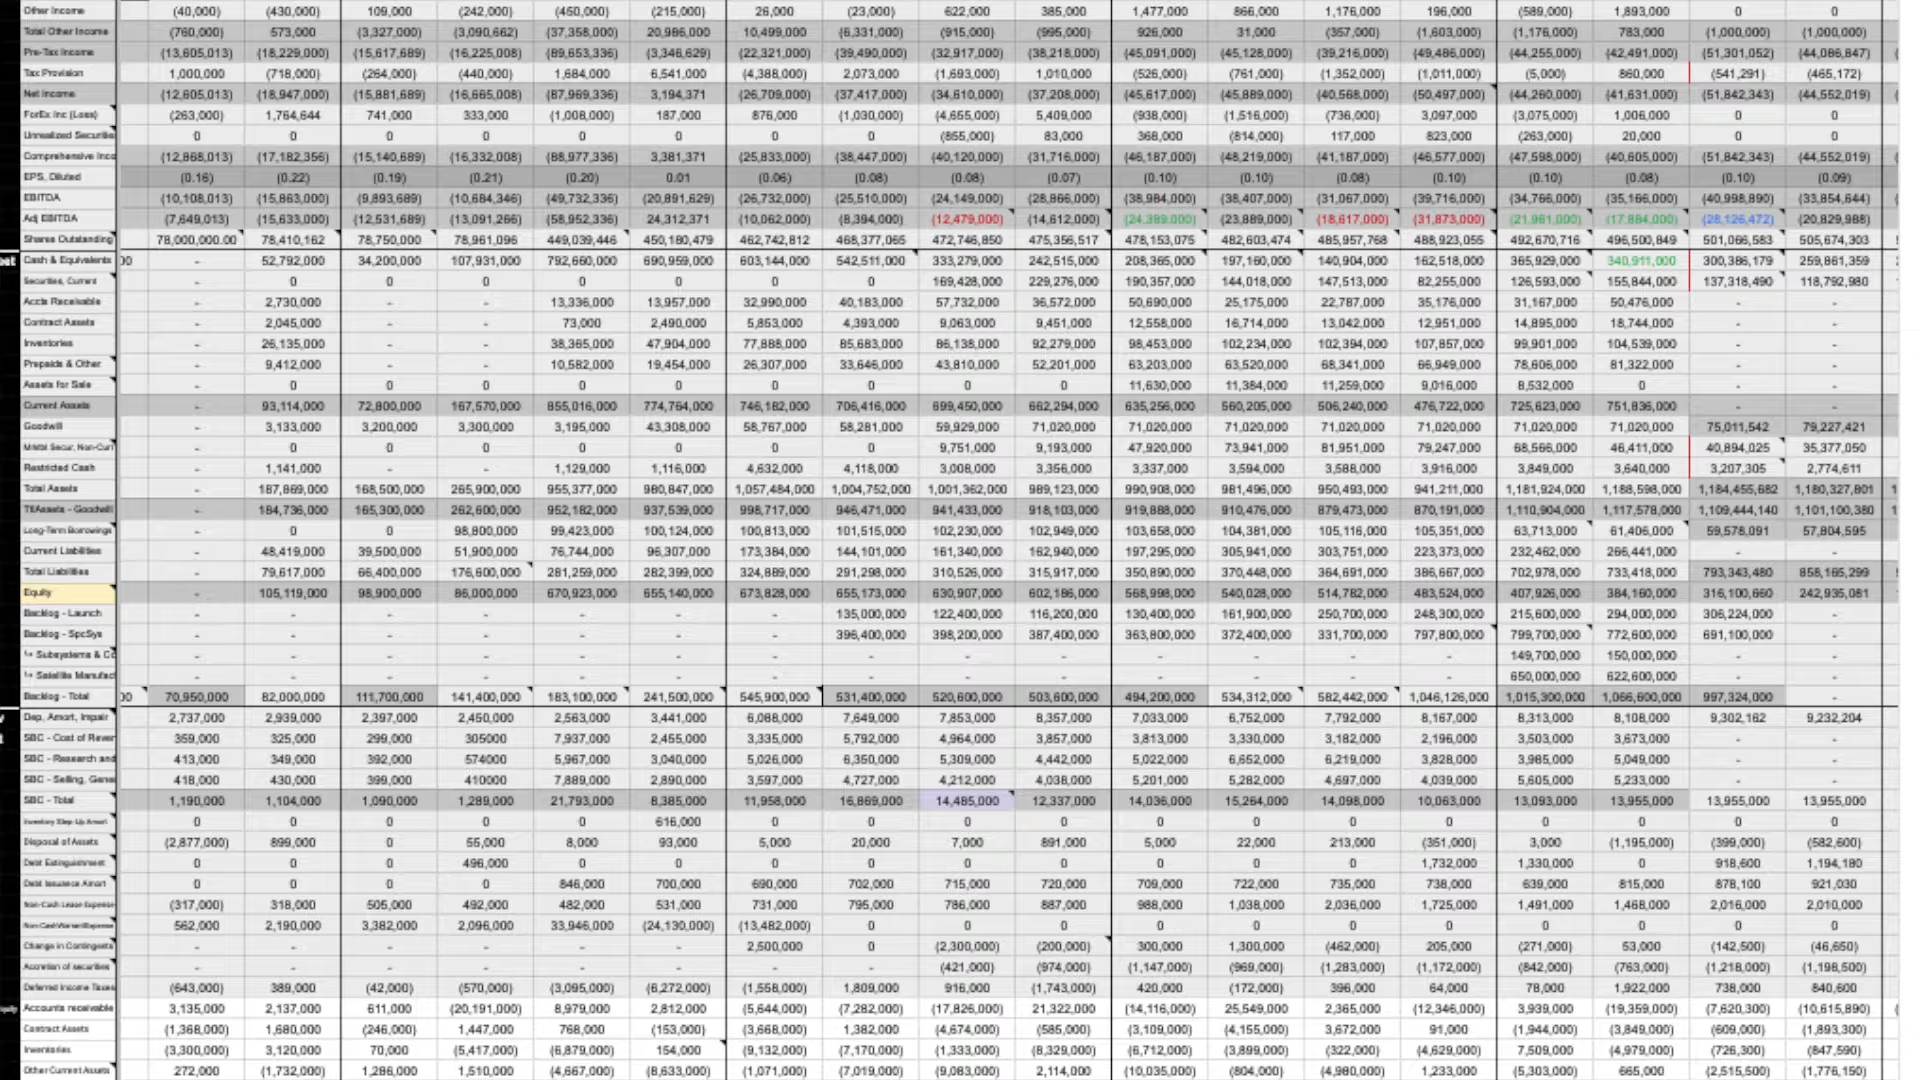 Other Income (40,000) (430,000) 109,000 (242,000) (450,000) (215,000) 26,000 (23,000) 622,000 385,000 1,477,000 866,000 1,176,000 196,000 (589,000) 1,893,000 0 0
Total Other Income (760,000) 573,000 (3,327,000) (3,090,662) (37,358,000) 20,986,000 10,499,000 (6,331,000) (915,000) (995,000) 926,000 31,000 (357,000) (1,603,000) (1,176,000) 783,000 (1,000,000) (1,000,000)
Pre-Tax Income (13,605,013) (18,229,000) (15,617,689) (16,225,008) (89,653,336) (3,346,629) (22,321,000) (39,490,000) (32,917,000) (38,218,000) (45,091,000) (45,128,000) (39,216,000) (49,486,000) (44,255,000) (42,491,000) (51,301,052) (44,086,847)
Tax Provision 1,000,000 (718,000) (264,000) (440,000) 1,684,000 6,541,000 (4,388,000) 2,073,000 (1,693,000) 1,010,000 (526,000) (761,000) (1,352,000) (1,011,000) (5,000) 860,000 (541,291) (465,172)
Net Income (12,605,013) (18,947,000) (15,881,689) (16,665,008) (87,969,336) 3,194,371 (26,709,000) (37,417,000) (34,610,000) (37,208,000) (45,617,000) (45,889,000) (40,568,000) (50,497,000) (44,260,000) (41,631,000) (51,842,343) (44,552,019)
ForEx Inc (Loss) (263,000) 1,764,644 741,000 333,000 (1,008,000) 187,000 876,000 (1,030,000) (4,655,000) 5,409,000 (938,000) (1,516,000) (736,000) 3,097,000 (3,075,000) 1,006,000 0 0
Unrealized Securitie 0 0 0 0 0 0 0 0 (855,000) 83,000 368,000 (814,000) 117,000 823,000 (263,000) 20,000 0 0
Comprehensive Inco (12,868,013) (17,182,356) (15,140,689) (16,332,008) (88,977,336) 3,381,371 (25,833,000) (38,447,000) (40,120,000) (31,716,000) (46,187,000) (48,219,000) (41,187,000) (46,577,000) (47,598,000) (40,605,000) (51,842,343) (44,552,019)
EPS, Diluted (0.16) (0.22) (0.19) (0.21) (0.20) 0.01 (0.06) (0.08) (0.08) (0.07) (0.10) (0.10) (0.08) (0.10) (0.10) (0.08) (0.10) (0.09)
EBITDA (10,108,013) (15,863,000) (9,893,689) (10,684,346) (49,732,336) (20,891,629) (26,732,000) (25,510,000) (24,149,000) (28,866,000) (38,984,000) (38,407,000) (31,067,000) (39,716,000) (34,766,000) (35,166,000) (40,998,890) (33,854,644)
Adj EBITDA (7,649,013) (15,633,000) (12,531,689) (13,091,266) (58,952,336) 24,312,371 (10,062,000) (8,394,000) (12,479,000) (14,612,000) (24,389,000) (23,889,000) (18,617,000) (31,873,000) (21,961,000) (17,884,000) (28,126,472) (20,829,988)
Shares Outstanding 78,000,000.00 78,410,162 78,750,000 78,961,096 449,039,446 450,180,479 462,742,812 468,377,065 472,746,850 475,356,517 478,153,075 482,603,474 485,957,768 488,923,055 492,670,716 496,500,849 501,066,583 505,674,303
Cash & Equivalents 00 - 52,792,000 34,200,000 107,931,000 792,660,000 690,959,000 603,144,000 542,511,000 333,279,000 242,515,000 208,365,000 197,160,000 140,904,000 162,518,000 365,929,000 340,911,000 300,386,179 259,861,359
Securities, Current - 0 0 0 0 0 0 0 169,428,000 229,276,000 190,357,000 144,018,000 147,513,000 82,255,000 126,593,000 155,844,000 137,318,490 118,792,980
Accts Receivable - 2,730,000 - - 13,336,000 13,957,000 32,990,000 40,183,000 57,732,000 36,572,000 50,690,000 25,175,000 22,787,000 35,176,000 31,167,000 50,476,000 - -
Contract Assets - 2,045,000 - - 73,000 2,490,000 5,853,000 4,393,000 9,063,000 9,451,000 12,558,000 16,714,000 13,042,000 12,951,000 14,895,000 18,744,000 - -
Inventories - 26,135,000 - - 38,365,000 47,904,000 77,888,000 85,683,000 86,138,000 92,279,000 98,453,000 102,234,000 102,394,000 107,857,000 99,901,000 104,539,000 - -
Prepaids & Other - 9,412,000 - - 10,582,000 19,454,000 26,307,000 33,646,000 43,810,000 52,201,000 63,203,000 63,520,000 68,341,000 66,949,000 78,606,000 81,322,000 - -
Assets for Sale - 0 0 0 0 0 0 0 0 0 11,630,000 11,384,000 11,259,000 9,016,000 8,532,000 0 - -
Current Assets - 93,114,000 72,800,000 167,570,000 855,016,000 774,764,000 746,182,000 706,416,000 699,450,000 662,294,000 635,256,000 560,205,000 506,240,000 476,722,000 725,623,000 751,836,000 - -
Goodwill - 3,133,000 3,200,000 3,300,000 3,195,000 43,308,000 58,767,000 58,281,000 59,929,000 71,020,000 71,020,000 71,020,000 71,020,000 71,020,000 71,020,000 71,020,000 75,011,542 79,227,421
Mrktbl Secur, Non-Curr - 0 0 0 0 0 0 0 9,751,000 9,193,000 47,920,000 73,941,000 81,951,000 79,247,000 68,566,000 46,411,000 40,894,025 35,377,050
Restricted Cash - 1,141,000 - - 1,129,000 1,116,000 4,632,000 4,118,000 3,008,000 3,356,000 3,337,000 3,594,000 3,588,000 3,916,000 3,849,000 3,640,000 3,207,305 2,774,611
Total Assets - 187,869,000 168,500,000 265,900,000 955,377,000 980,847,000 1,057,484,000 1,004,752,000 1,001,362,000 989,123,000 990,908,000 981,496,000 950,493,000 941,211,000 1,181,924,000 1,188,598,000 1,184,455,682 1,180,327,801
TtlAssets - Goodwill - 184,736,000 165,300,000 262,600,000 952,182,000 937,539,000 998,717,000 946,471,000 941,433,000 918,103,000 919,888,000 910,476,000 879,473,000 870,191,000 1,110,904,000 1,117,578,000 1,109,444,140 1,101,100,380
Long-Term Borrowings - 0 0 98,800,000 99,423,000 100,124,000 100,813,000 101,515,000 102,230,000 102,949,000 103,658,000 104,381,000 105,116,000 105,351,000 63,713,000 61,406,000 59,578,091 57,804,595
Current Liabilities - 48,419,000 39,500,000 51,900,000 76,744,000 96,307,000 173,384,000 144,101,000 161,340,000 162,940,000 197,295,000 305,941,000 303,751,000 223,373,000 232,462,000 266,441,000 - -
Total Liabilities - 79,617,000 66,400,000 176,600,000 281,259,000 282,399,000 324,889,000 291,298,000 310,526,000 315,917,000 350,890,000 370,448,000 364,691,000 386,667,000 702,978,000 733,418,000 793,343,480 858,165,299
Equity - 105,119,000 98,900,000 86,000,000 670,923,000 655,140,000 673,828,000 655,173,000 630,907,000 602,186,000 568,998,000 540,028,000 514,782,000 483,524,000 407,926,000 384,160,000 316,100,660 242,935,081
Backlog - Launch - - - - - - - 135,000,000 122,400,000 116,200,000 130,400,000 161,900,000 250,700,000 248,300,000 215,600,000 294,000,000 306,224,000 -
Backlog - SpcSys - - - - - - - 396,400,000 398,200,000 387,400,000 363,800,000 372,400,000 331,700,000 797,800,000 799,700,000 772,600,000 691,100,000 -
Subsystems & Co - - - - - - - - - - - - - - 149,700,000 150,000,000 - -
Satellite Manufact - - - - - - - - - - - - - - 650,000,000 622,600,000 - -
Backlog - Total 00 70,950,000 82,000,000 111,700,000 141,400,000 183,100,000 241,500,000 545,900,000 531,400,000 520,600,000 503,600,000 494,200,000 534,312,000 582,442,000 1,046,126,000 1,015,300,000 1,066,600,000 997,324,000 -
Dep, Amort, Impair 2,737,000 2,939,000 2,397,000 2,450,000 2,563,000 3,441,000 6,088,000 7,649,000 7,853,000 8,357,000 7,033,000 6,752,000 7,792,000 8,167,000 8,313,000 8,108,000 9,302,162 9,232,204
SBC - Cost of Rever 359,000 325,000 299,000 305000 7,937,000 2,455,000 3,335,000 5,792,000 4,964,000 3,857,000 3,813,000 3,330,000 3,182,000 2,196,000 3,503,000 3,673,000 - -
SBC - Research and 413,000 349,000 392,000 574000 5,967,000 3,040,000 5,026,000 6,350,000 5,309,000 4,442,000 5,022,000 6,652,000 6,219,000 3,828,000 3,985,000 5,049,000 - -
SBC - Selling, Gene 418,000 430,000 399,000 410000 7,889,000 2,890,000 3,597,000 4,727,000 4,212,000 4,038,000 5,201,000 5,282,000 4,697,000 4,039,000 5,605,000 5,233,000 - -
SBC - Total 1,190,000 1,104,000 1,090,000 1,289,000 21,793,000 8,385,000 11,958,000 16,869,000 14,485,000 12,337,000 14,036,000 15,264,000 14,098,000 10,063,000 13,093,000 13,955,000 13,955,000 13,955,000
Inventory Step-Up Amort 0 0 0 0 0 616,000 0 0 0 0 0 0 0 0 0 0 0 0
Disposal of Assets (2,877,000) 899,000 0 55,000 8,000 93,000 5,000 20,000 7,000 891,000 5,000 22,000 213,000 (351,000) 3,000 (1,195,000) (399,000) (582,600)
Debt Extinguishment 0 0 0 496,000 0 0 0 0 0 0 0 0 0 1,732,000 1,330,000 0 918,600 1,194,180
Debt Issuance Amort 0 0 0 0 846,000 700,000 690,000 702,000 715,000 720,000 709,000 722,000 735,000 738,000 639,000 815,000 878,100 921,030
Non-Cash Lease Expense (317,000) 318,000 505,000 492,000 482,000 531,000 731,000 795,000 786,000 887,000 988,000 1,038,000 2,036,000 1,725,000 1,491,000 1,468,000 2,016,000 2,010,000
Non-Cash Warrant Expense 562,000 2,190,000 3,382,000 2,096,000 33,946,000 (24,130,000) (13,482,000) 0 0 0 0 0 0 0 0 0 0 0
Change in Contingents - - - - - - 2,500,000 0 (2,300,000) (200,000) 300,000 1,300,000 (462,000) 205,000 (271,000) 53,000 (142,500) (46,650)
Accretion of securities - - - - - - - - (421,000) (974,000) (1,147,000) (969,000) (1,283,000) (1,172,000) (842,000) (763,000) (1,218,000) (1,198,500)
Deferred Income Taxes (643,000) 389,000 (42,000) (570,000) (3,095,000) (6,272,000) (1,558,000) 1,809,000 916,000 (1,743,000) 420,000 (172,000) 396,000 64,000 78,000 1,922,000 738,000 840,600
Accounts receivable 3,135,000 2,137,000 611,000 (20,191,000) 8,979,000 2,812,000 (5,644,000) (7,282,000) (17,826,000) 21,322,000 (14,116,000) 25,549,000 2,365,000 (12,346,000) 3,939,000 (19,359,000) (7,620,300) (10,615,890)
Contract Assets (1,368,000) 1,680,000 (246,000) 1,447,000 768,000 (153,000) (3,668,000) 1,382,000 (4,674,000) (585,000) (3,109,000) (4,155,000) 3,672,000 91,000 (1,944,000) (3,849,000) (609,000) (1,893,300)
Inventories (3,300,000) 3,120,000 70,000 (5,417,000) (6,879,000) 154,000 (9,132,000) (7,170,000) (1,333,000) (8,329,000) (6,712,000) (3,899,000) (322,000) (4,629,000) 7,509,000 (4,979,000) (726,300) (847,590)
Other Current Assets 272,000 (1,732,000) 1,286,000 1,510,000 (4,667,000) (8,633,000) (1,071,000) (7,019,000) (9,083,000) 2,114,000 (10,035,000) (804,000) (4,980,000) 1,233,000 (5,303,000) 665,000 (2,515,500) (1,776,150)